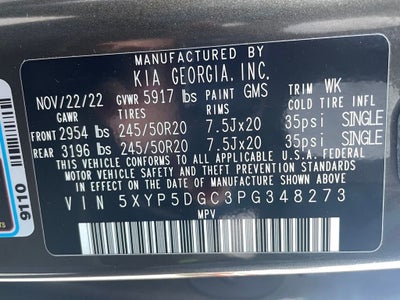 MANUFACTURED BY
KIA GEORGIA, INC.
NOV/22/22 GVWR 5917 lbs PAINT GMS TRIM WK
GAWR TIRES RIMS COLD TIRE INFL
FRONT 2954 lbs 245/50R20 7.5Jx20 35psi SINGLE
REAR 3196 lbs 245/50R20 7.5Jx20 35psi SINGLE
THIS VEHICLE CONFORMS TO ALL APPLICABLE U.S.A. FEDERAL
MOTOR VEHICLE SAFETY, BUMPER, AND THEFT PREVENTION STANDARDS
IN EFFECT ON THE DATE OF MANUFACTURE SHOWN ABOVE.
VIN 5XYP5DGC3PG348273
MPV
9110